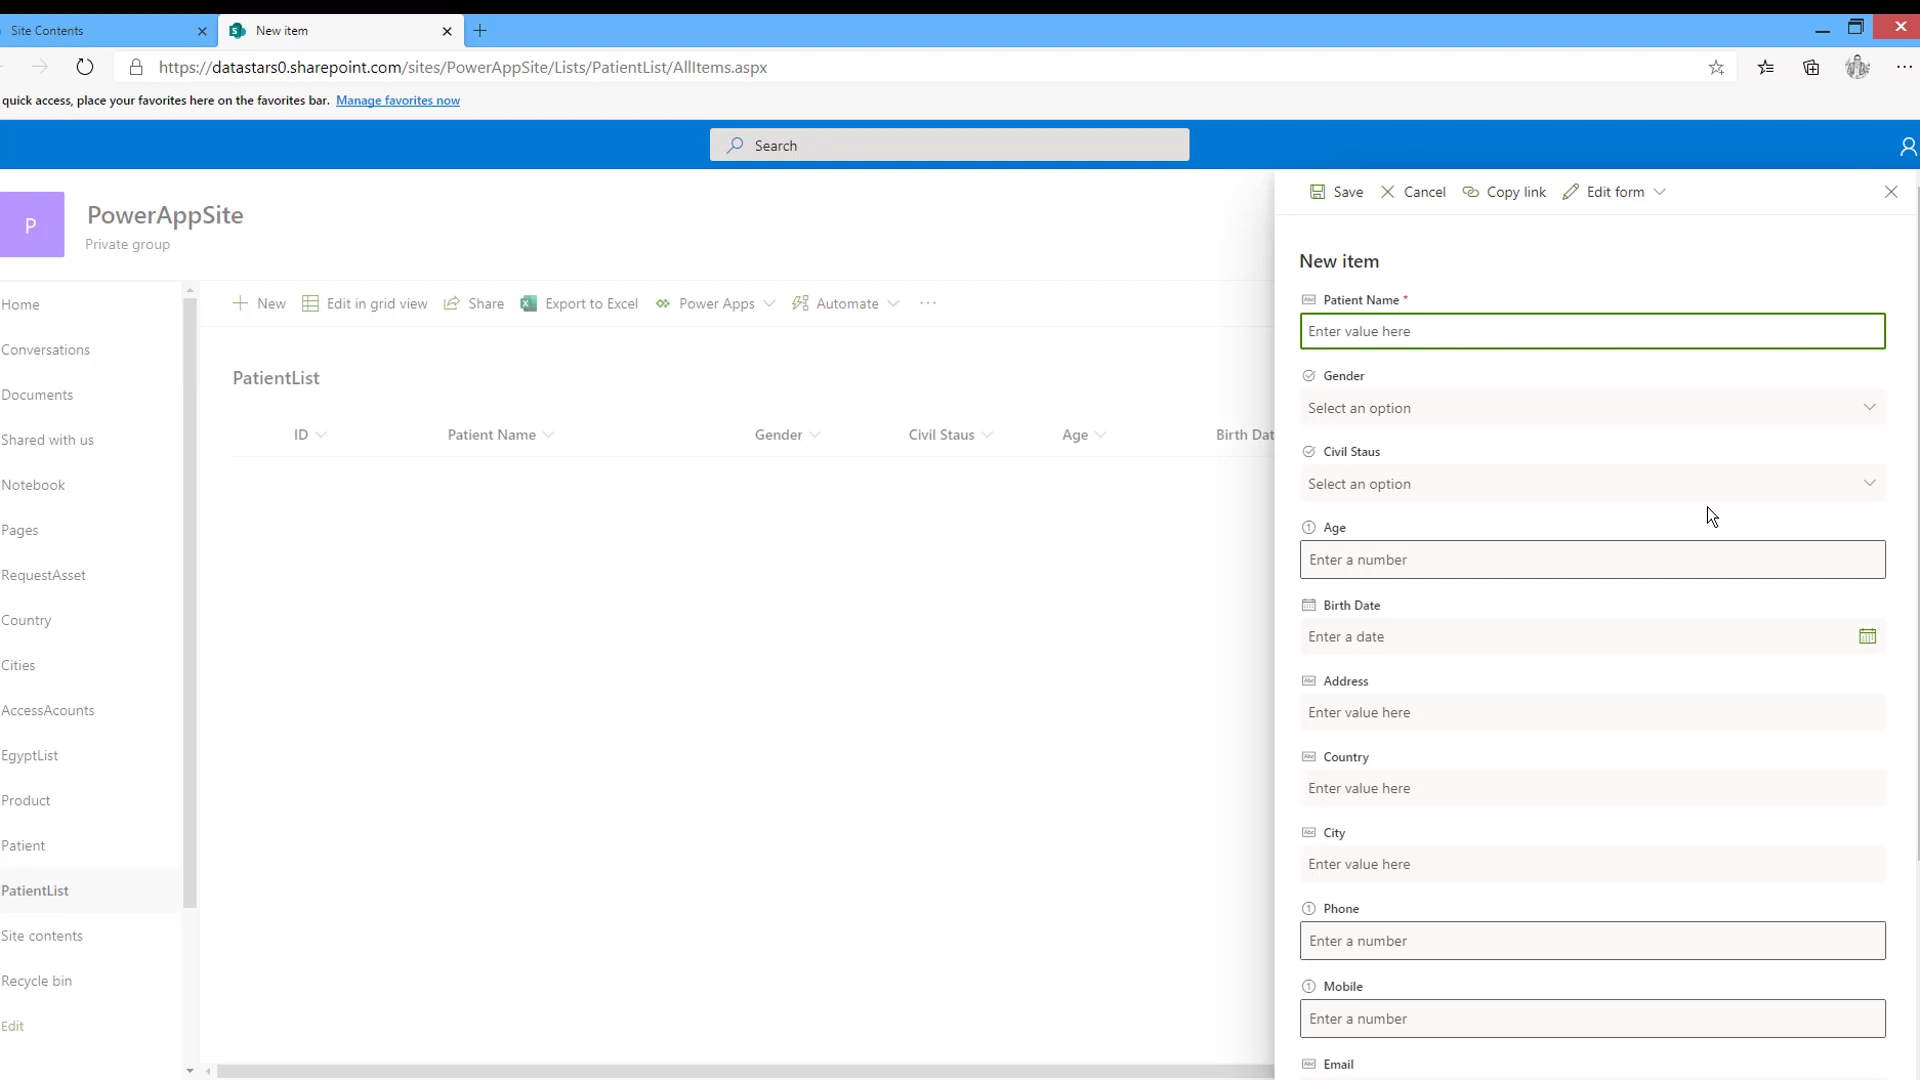 Site Contents
New item
https://datastars0.sharepoint.com/sites/PowerAppSite/Lists/PatientList/AllItems.aspx
quick access, place your favorites here on the favorites bar. Manage favorites now
Search
P
PowerAppSite
Private group
Home
Conversations
Documents
Shared with us
Notebook
Pages
RequestAsset
Country
Cities
AccessAcounts
EgyptList
Product
Patient
PatientList
Site contents
Recycle bin
Edit
New Edit in grid view Share Export to Excel Power Apps Automate ...
PatientList
ID Patient Name Gender Civil Staus Age Birth Dat
Save Cancel Copy link Edit form
New item
Patient Name *
Enter value here
Gender
Select an option
Civil Staus
Select an option
Age
Enter a number
Birth Date
Enter a date
Address
Enter value here
Country
Enter value here
City
Enter value here
Phone
Enter a number
Mobile
Enter a number
Email